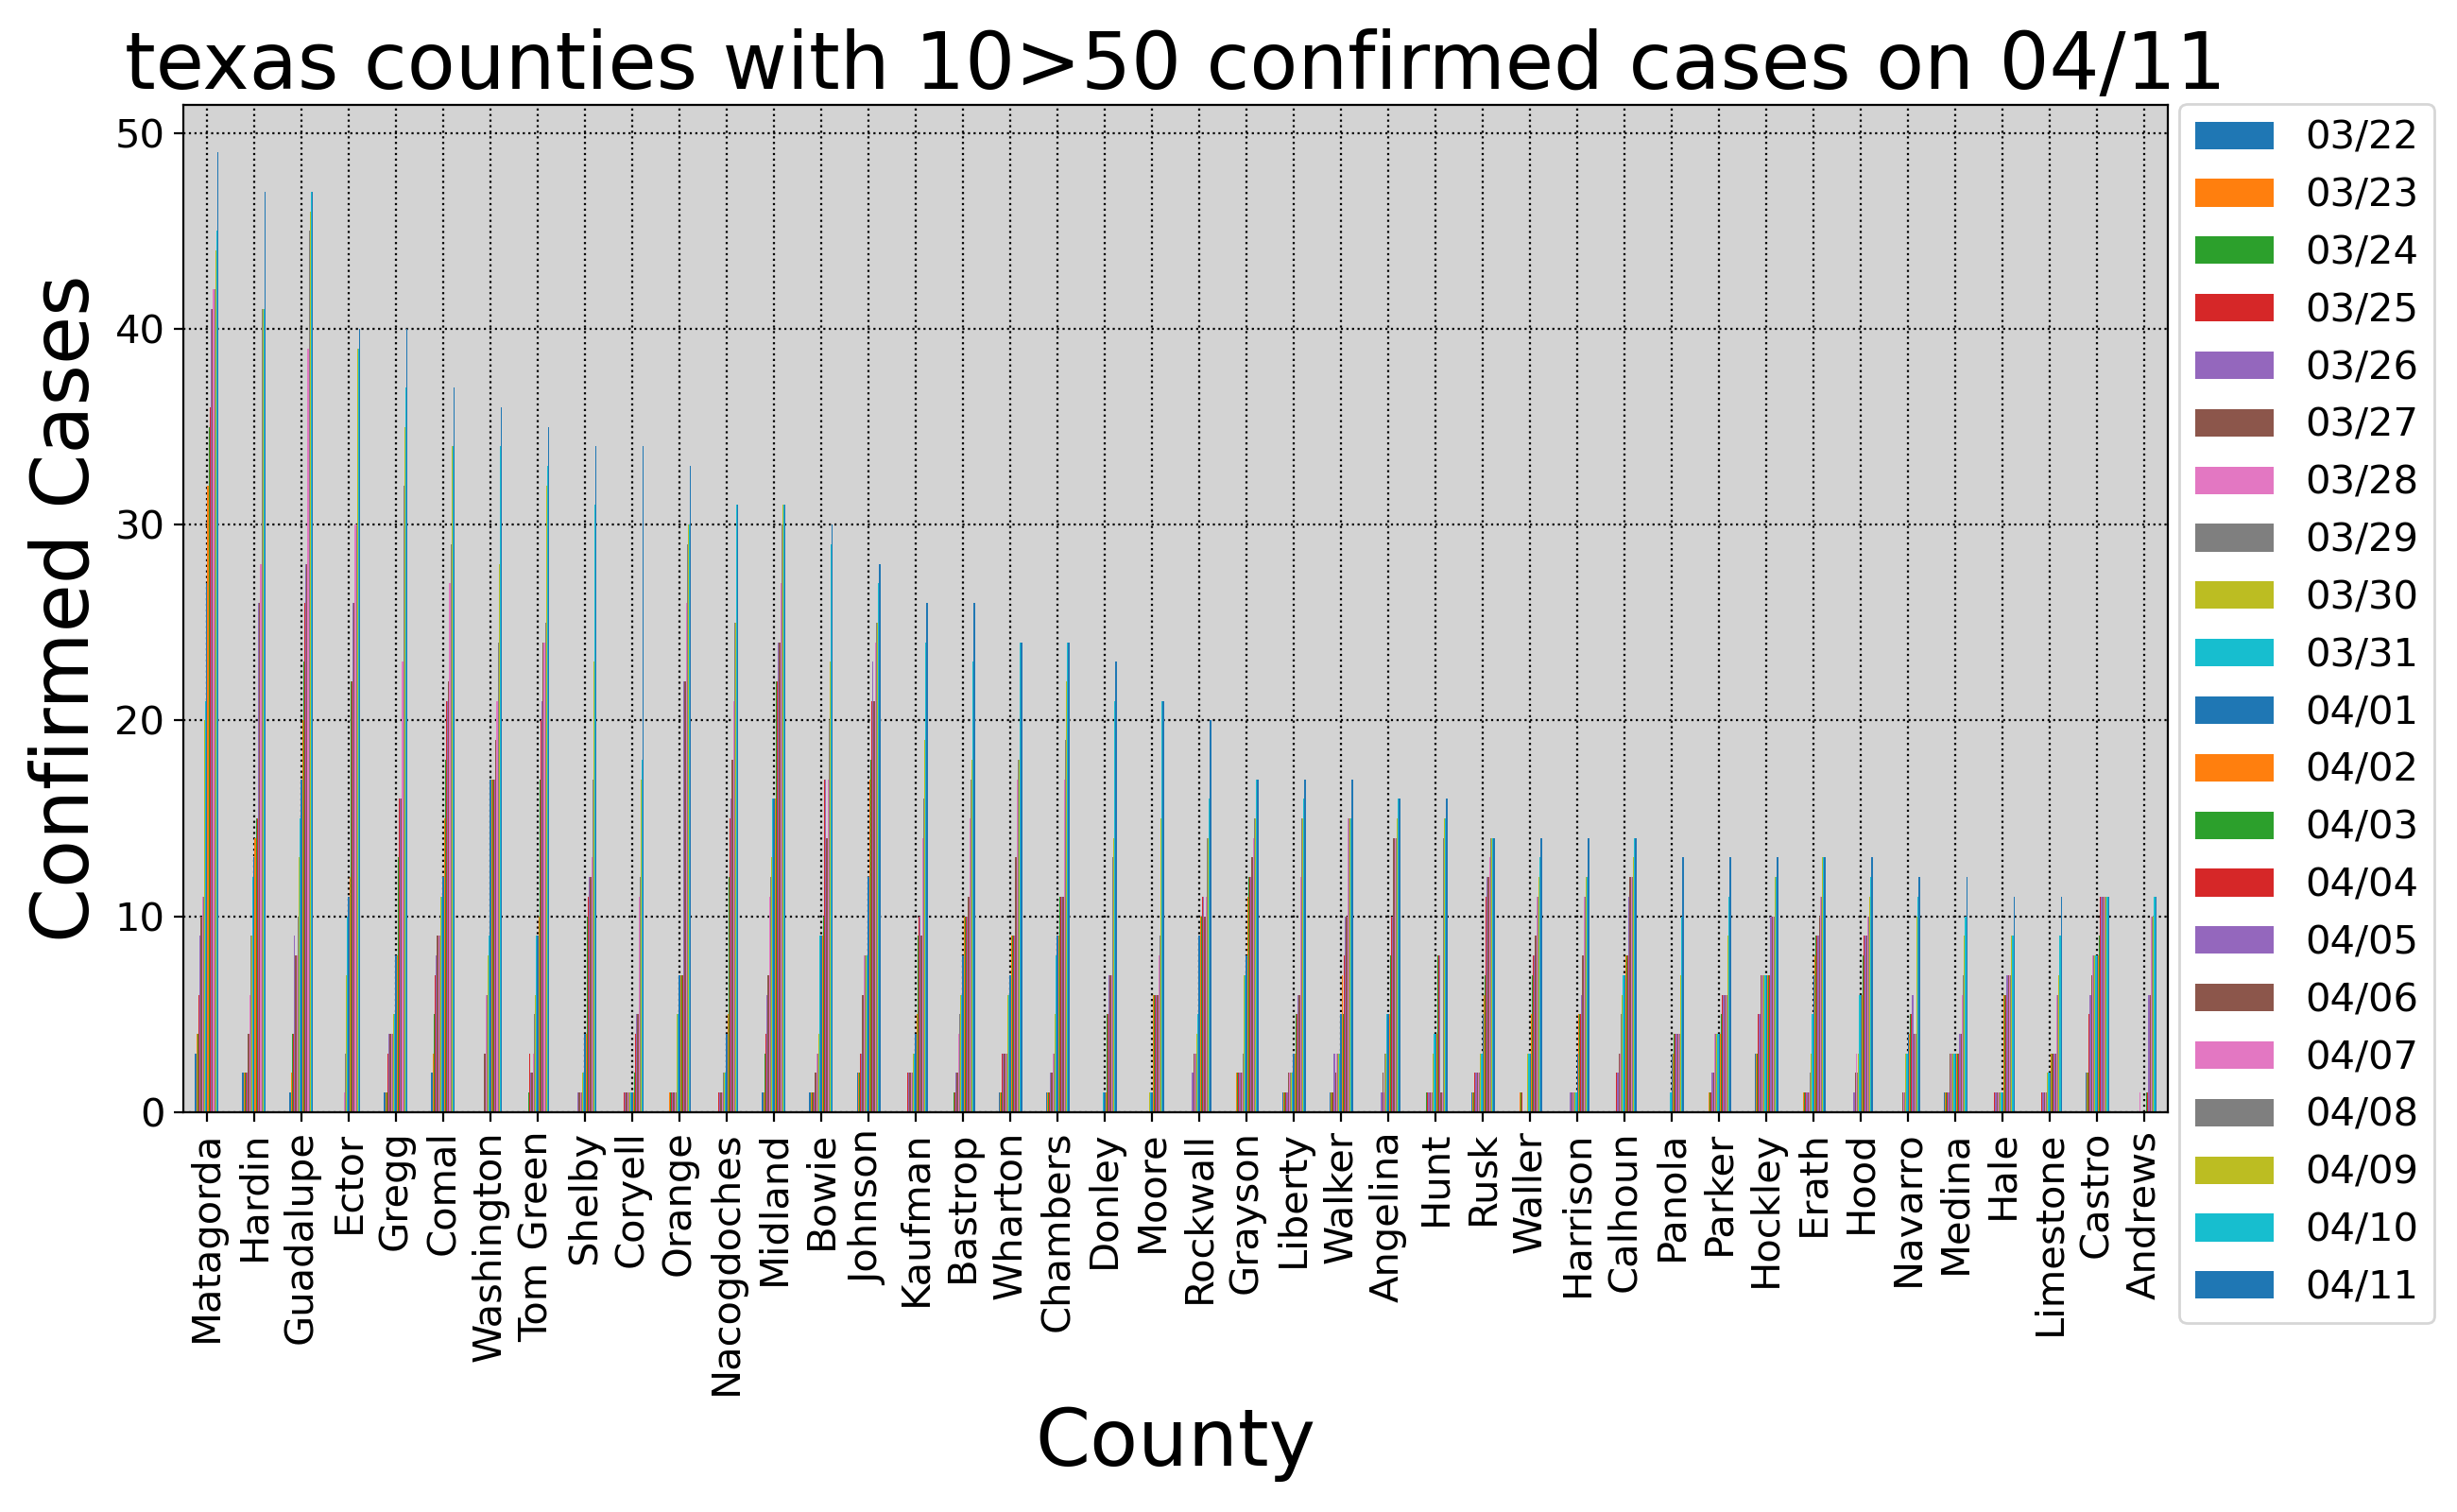 texas counties with 10>50 confirmed cases on 04/11
Confirmed Cases
50
40
30
20
10
0
Matagorda
Hardin
Guadalupe
Ector
Gregg
Comal
Washington
Tom Green
Shelby
Coryell
Orange
Nacogdoches
Midland
Bowie
Johnson
Kaufman
Bastrop
Wharton
Chambers
Donley
Moore
Rockwall
Grayson
Liberty
Walker
Angelina
Hunt
Rusk
Waller
Harrison
Calhoun
Panola
Parker
Hockley
Erath
Hood
Navarro
Medina
Hale
Limestone
Castro
Andrews
County
03/22
03/23
03/24
03/25
03/26
03/27
03/28
03/29
03/30
03/31
04/01
04/02
04/03
04/04
04/05
04/06
04/07
04/08
04/09
04/10
04/11